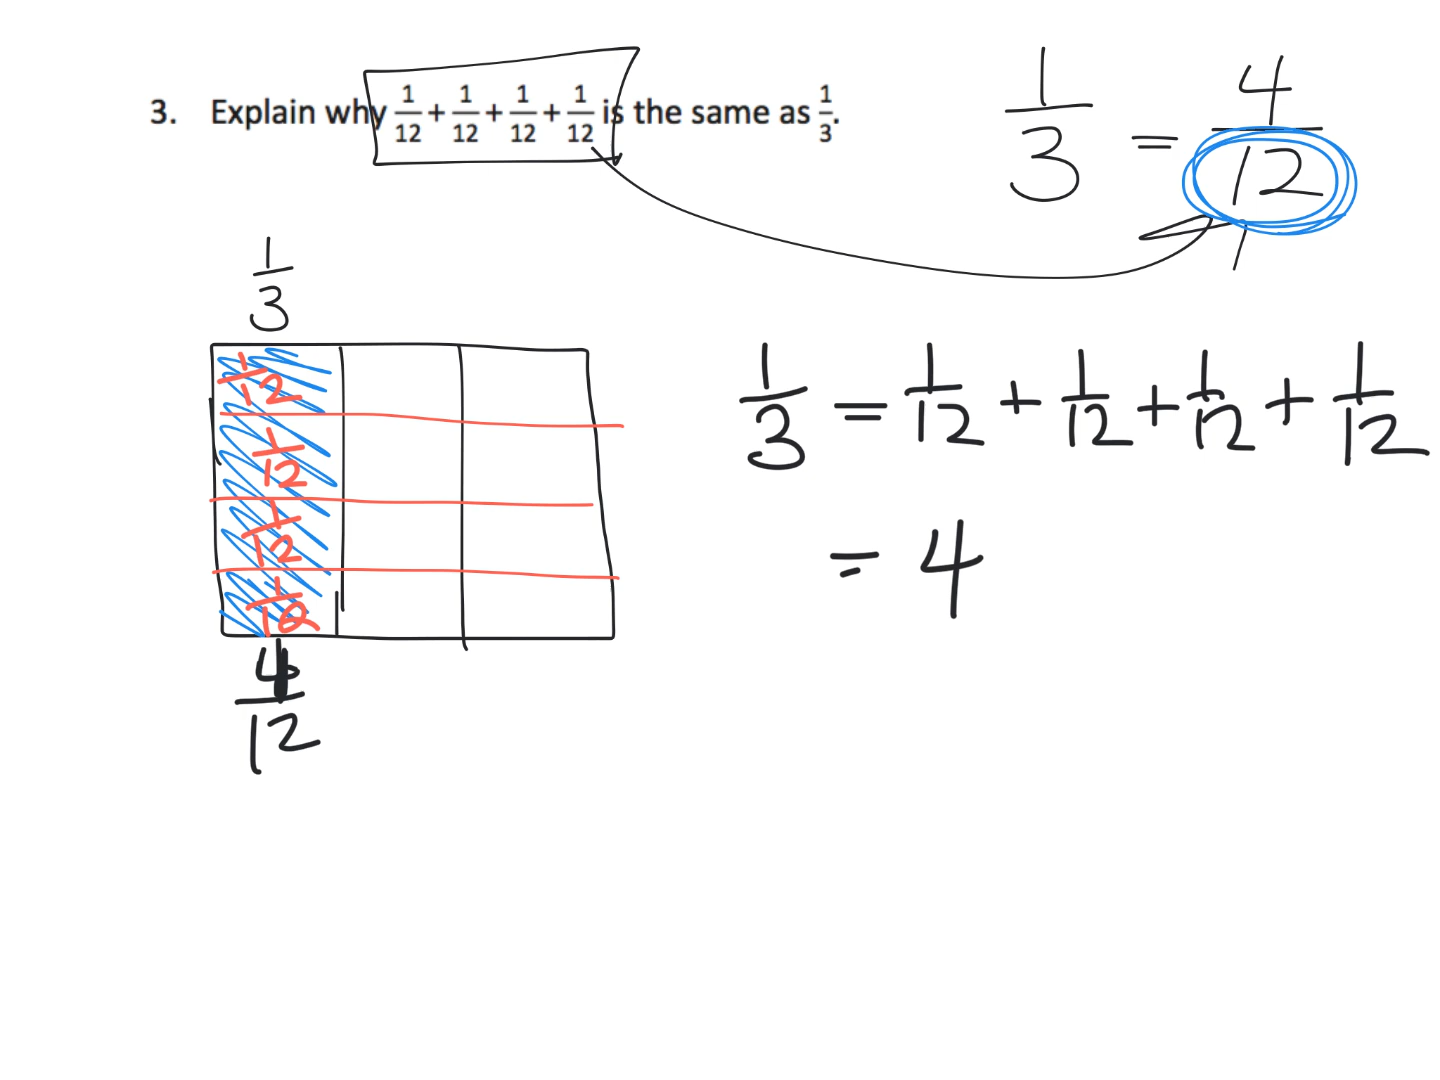 3. Explain why 1/12 + 1/12 + 1/12 + 1/12 is the same as 1/3.
1/3 = 4/12
1/3
1/12
1/12
1/12
1/12
4/12
1/3 = 1/12 + 1/12 + 1/12 + 1/12
= 4